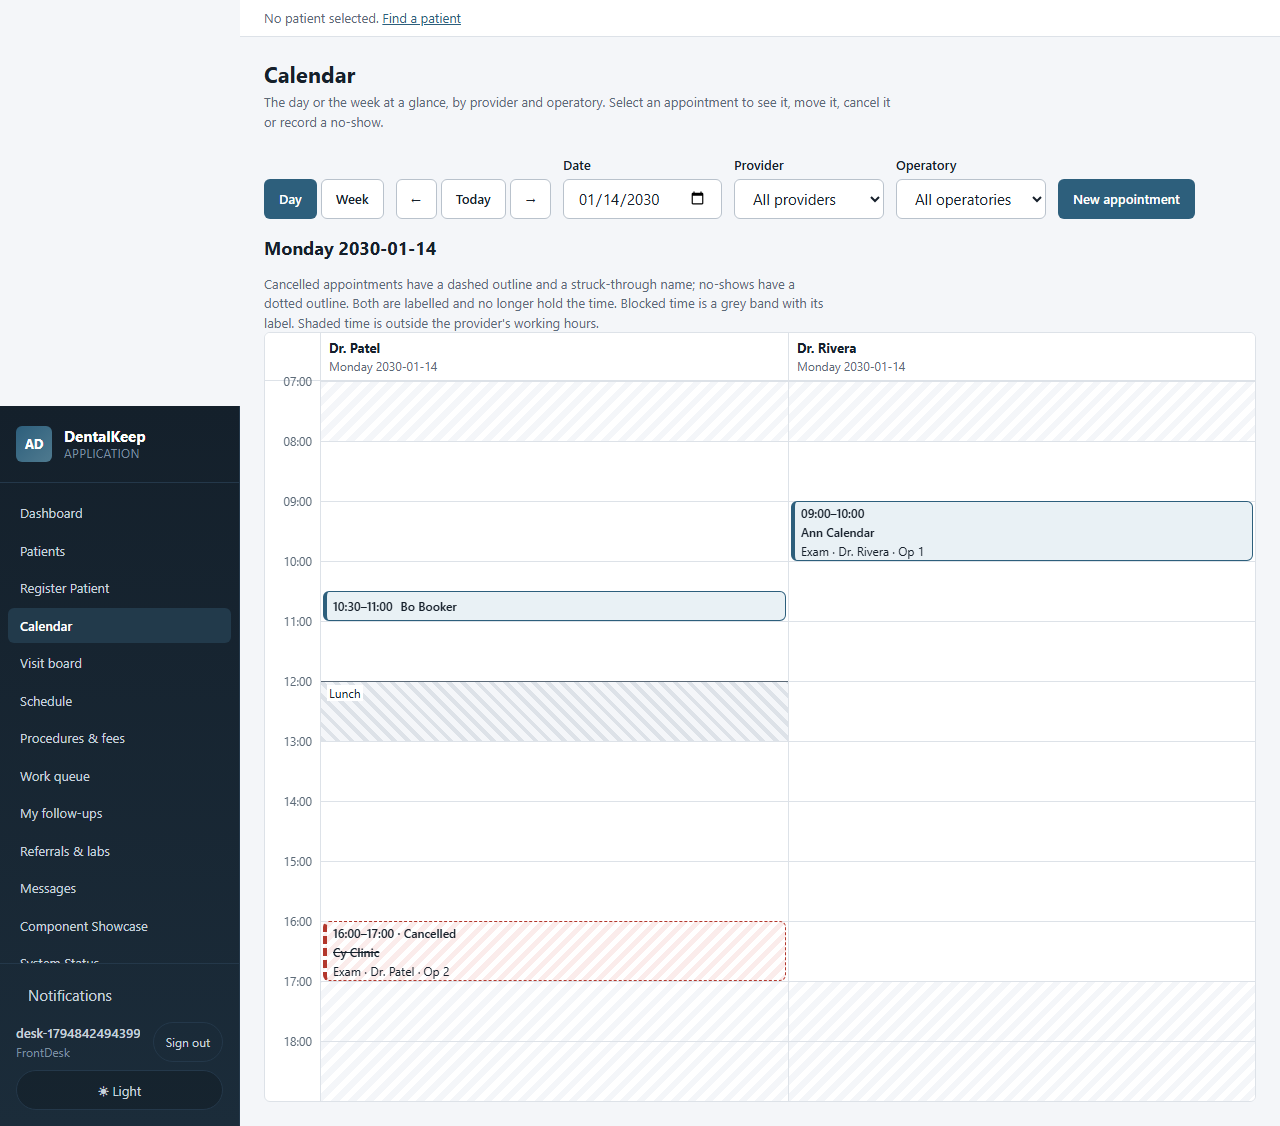 No patient selected. Find a patient
Calendar
The day or the week at a glance, by provider and operatory. Select an appointment to see it, move it, cancel it
or record a no-show.
Day
Week
←
Today
→
Date
01/14/2030
Provider
All providers
Operatory
All operatories
New appointment
Monday 2030-01-14
Cancelled appointments have a dashed outline and a struck-through name; no-shows have a
dotted outline. Both are labelled and no longer hold the time. Blocked time is a grey band with its
label. Shaded time is outside the provider's working hours.
Dr. Patel
Monday 2030-01-14
Dr. Rivera
Monday 2030-01-14
07:00
08:00
09:00
09:00–10:00
Ann Calendar
Exam · Dr. Rivera · Op 1
10:00
10:30–11:00 Bo Booker
11:00
12:00
Lunch
13:00
14:00
15:00
16:00
16:00–17:00 · Cancelled
Cy Clinic
Exam · Dr. Patel · Op 2
17:00
18:00
AD
DentalKeep
APPLICATION
Dashboard
Patients
Register Patient
Calendar
Visit board
Schedule
Procedures & fees
Work queue
My follow-ups
Referrals & labs
Messages
Component Showcase
System Status
Notifications
desk-1794842494399
FrontDesk
Sign out
☀ Light